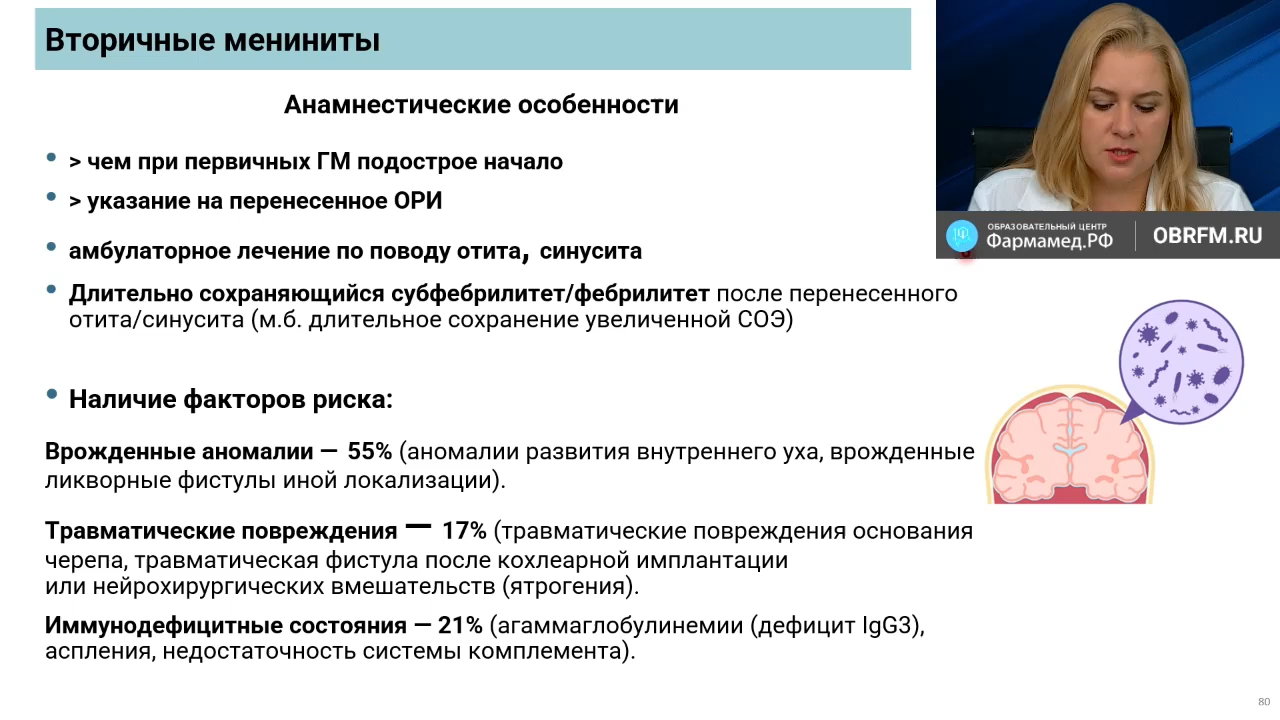 Вторичные менинигиты
Анамнестические особенности
• > чем при первичных ГМ подострое начало
• > указание на перенесенное ОРИ
• амбулаторное лечение по поводу отита, синусита
• Длительно сохраняющийся субфебрилитет/фебрилитет после перенесенного
отита/синусита (м.б. длительное сохранение увеличенной СОЭ)
• Наличие факторов риска:
Врожденные аномалии — 55% (аномалии развития внутреннего уха, врожденные
ликворные фистулы иной локализации).
Травматические повреждения — 17% (травматические повреждения основания
черепа, травматическая фистула после кохлеарной имплантации
или нейрохирургических вмешательств (ятрогения).
Иммунодефицитные состояния — 21% (агаммаглобулинемии (дефицит IgG3),
аспления, недостаточность системы комплемента).
ОБРАЗОВАТЕЛЬНЫЙ ЦЕНТР
Фармамед.РФ
OBRFM.RU
80